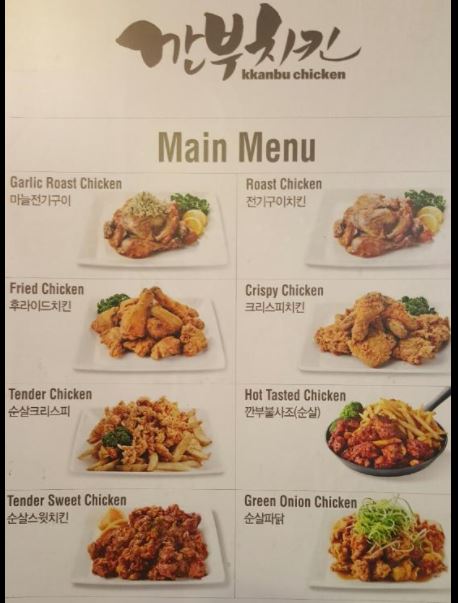 깐부치킨
kkanbu chicken
Main Menu
Garlic Roast Chicken
마늘전기구이
Roast Chicken
전기구이치킨
Fried Chicken
후라이드치킨
Crispy Chicken
크리스피치킨
Tender Chicken
순살크리스피
Hot Tasted Chicken
깐부불사조(순살)
Tender Sweet Chicken
순살스윗치킨
Green Onion Chicken
순살파닭